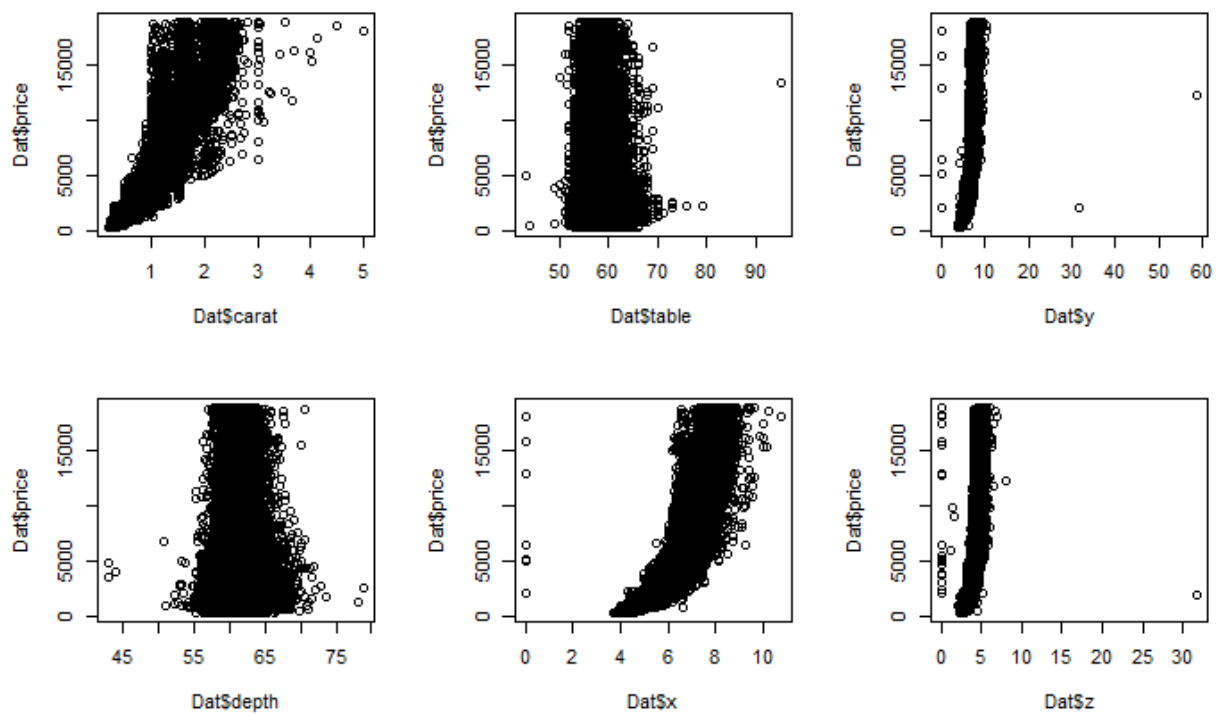 Dat$price
0 5000 15000
1 2 3 4 5
Dat$carat
Dat$price
0 5000 15000
50 60 70 80 90
Dat$table
Dat$price
0 5000 15000
0 10 20 30 40 50 60
Dat$y
Dat$price
0 5000 15000
45 55 65 75
Dat$depth
Dat$price
0 5000 15000
0 2 4 6 8 10
Dat$x
Dat$price
0 5000 15000
0 5 10 15 20 25 30
Dat$z